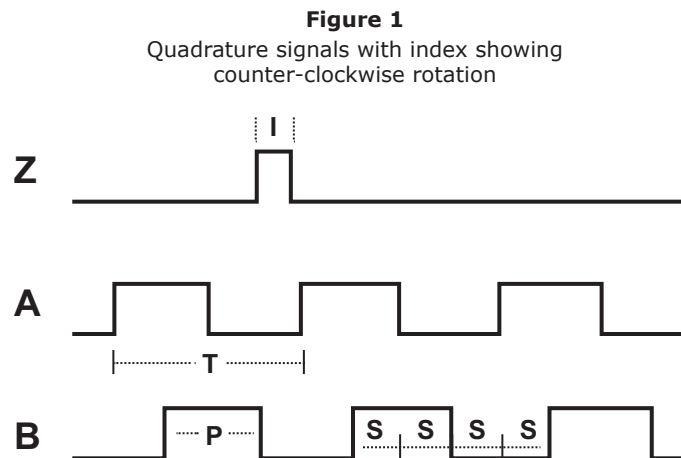 Figure 1
Quadrature signals with index showing
counter-clockwise rotation
I
Z
A
T
B
P
S S S S